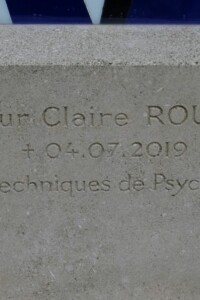 ur Claire ROU
† 04.07.2019
echniques de Psyc